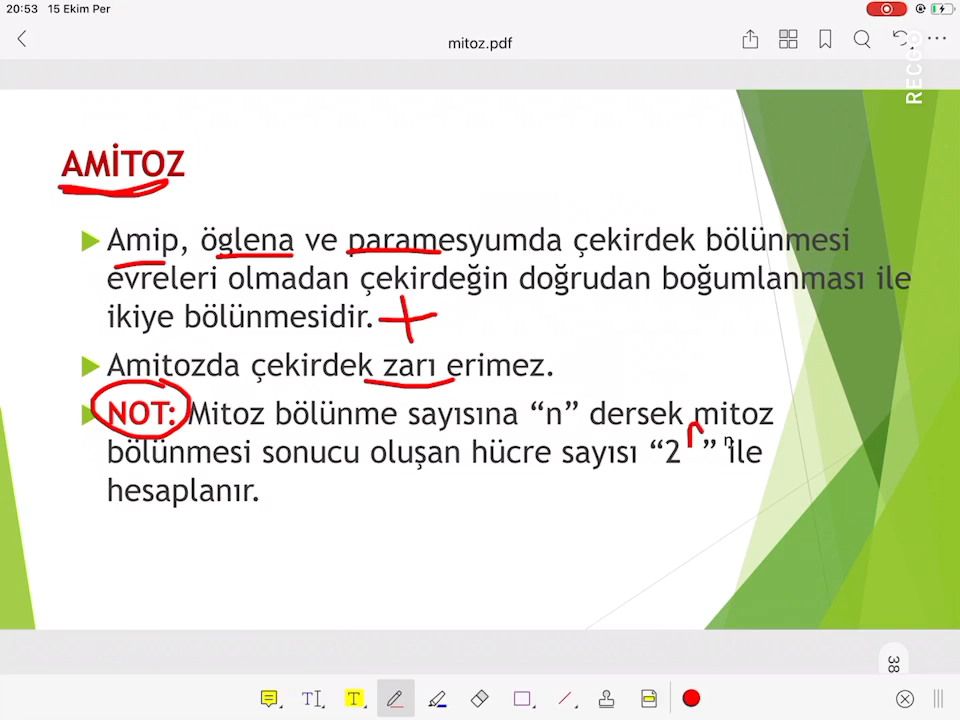 20:53 15 Ekim Per
mitoz.pdf
RECGO
AMİTOZ
Amip, öglena ve paramesyumda çekirdek bölünmesi
evreleri olmadan çekirdeğin doğrudan boğumlanması ile
ikiye bölünmesidir.
Amitozda çekirdek zarı erimez.
NOT: Mitoz bölünme sayısına “n” dersek mitoz
bölünmesi sonucu oluşan hücre sayısı “2 n ” n ile
hesaplanır.
38
T T